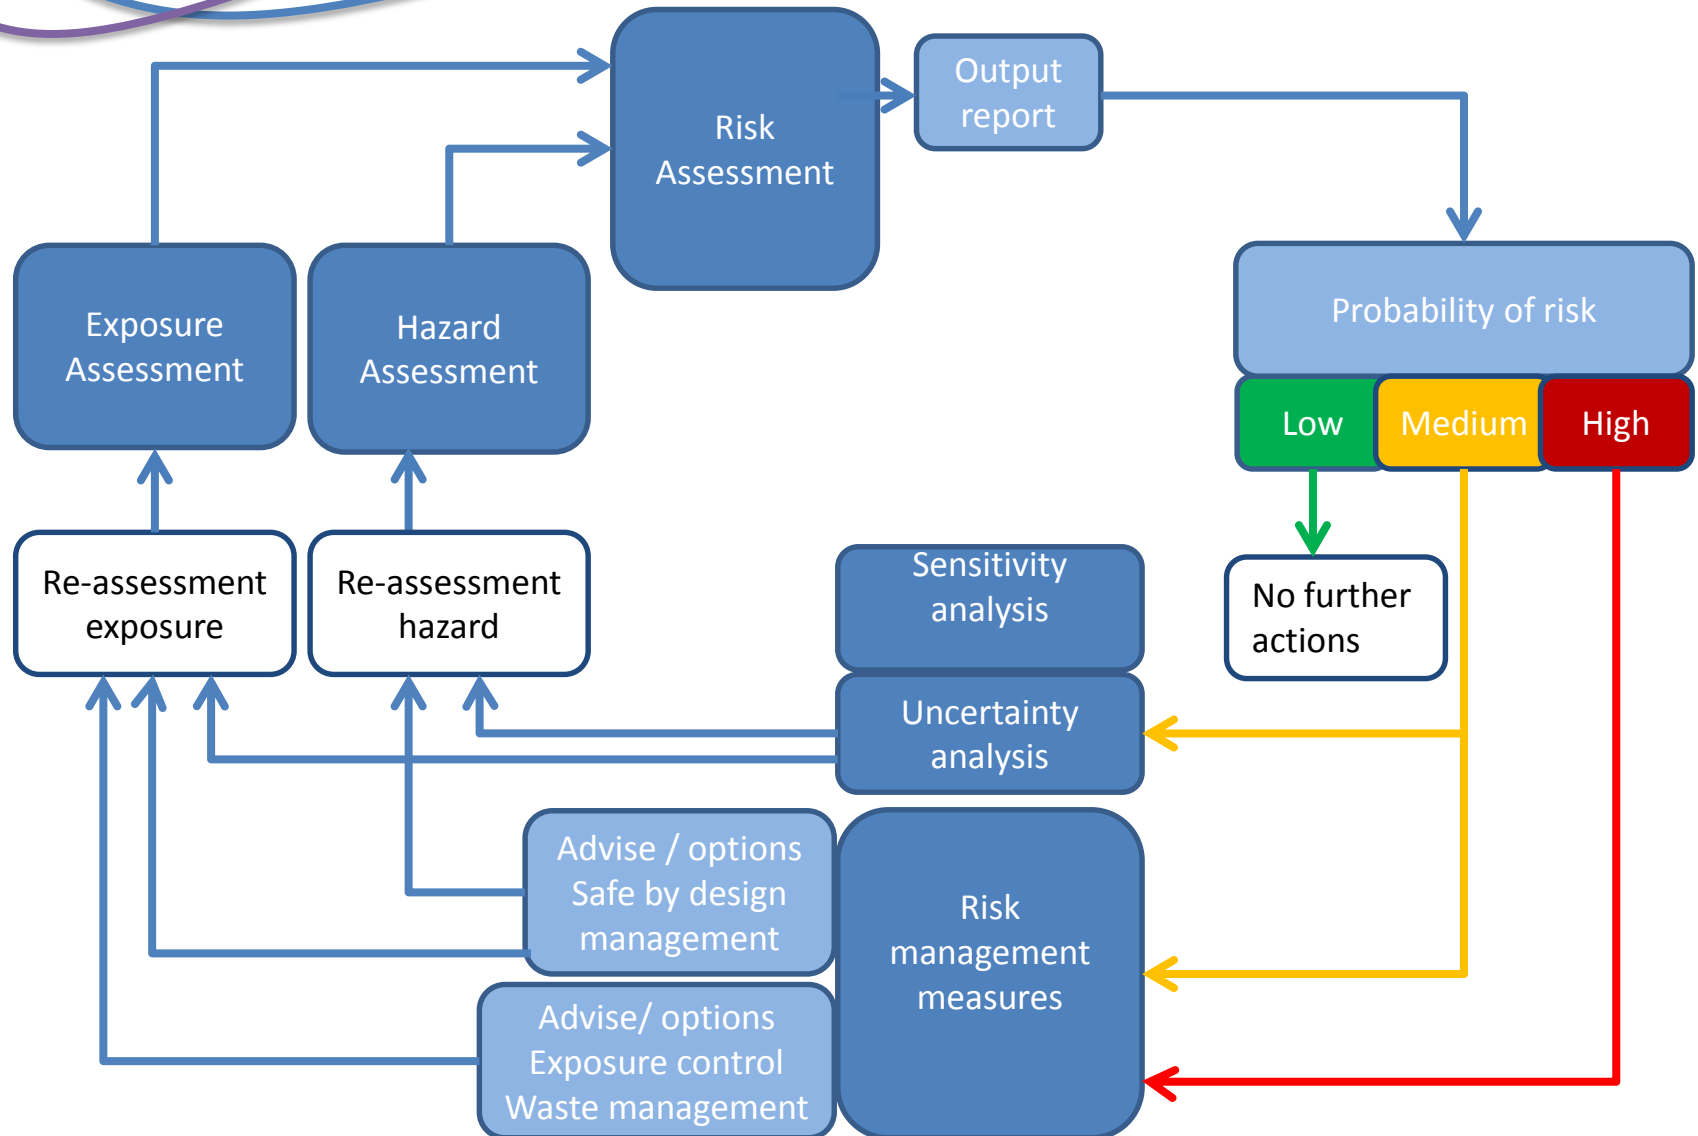 Risk
Assessment
Output
report
Exposure
Assessment
Hazard
Assessment
Probability of risk
Low
Medium
High
Re-assessment
exposure
Re-assessment
hazard
Sensitivity
analysis
No further
actions
Uncertainty
analysis
Advise / options
Safe by design
management
Risk
management
measures
Advise/ options
Exposure control
Waste management